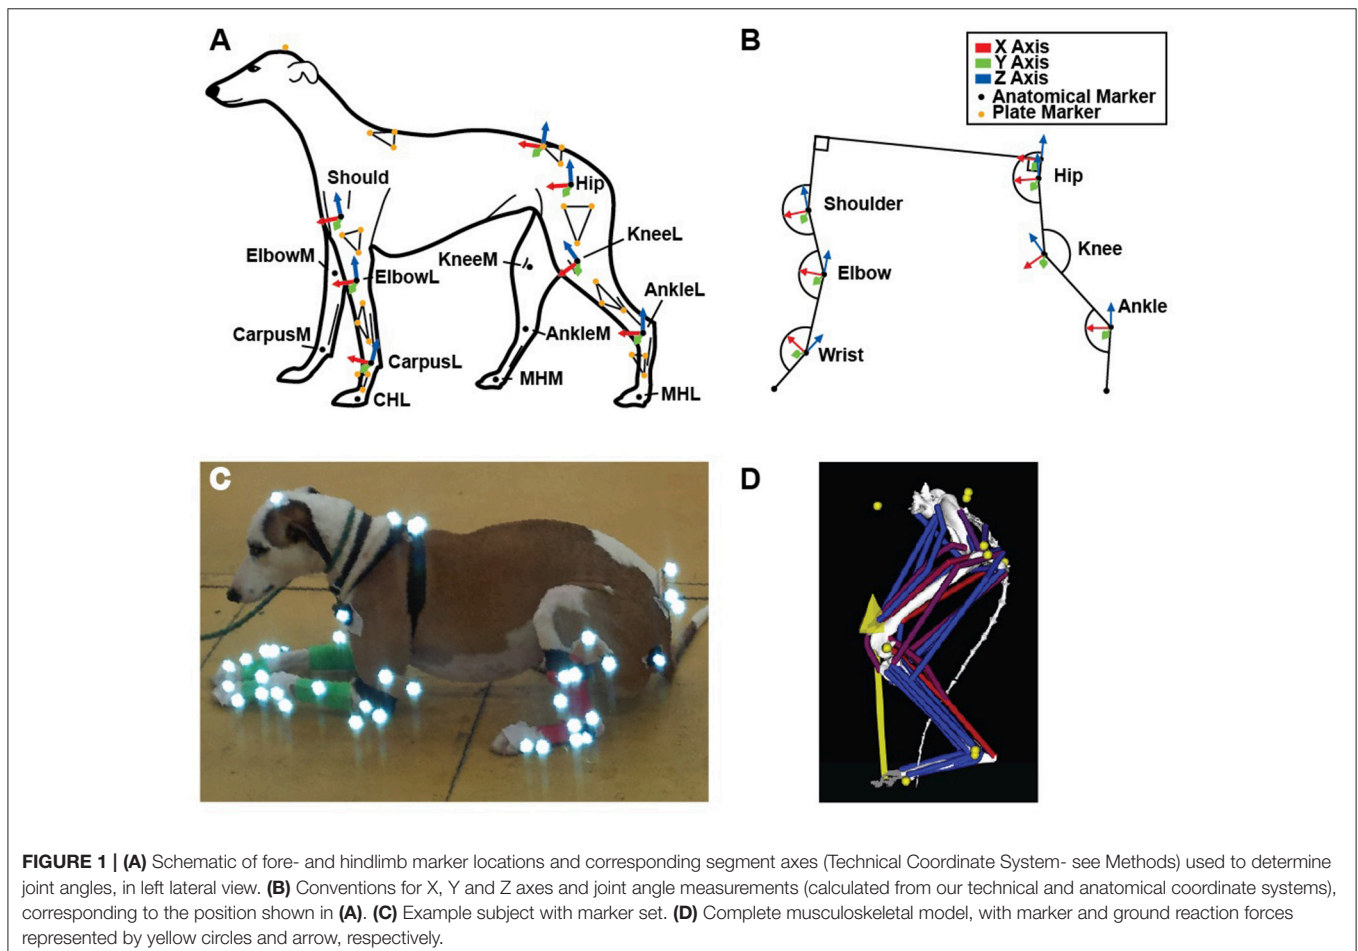 A
B
X Axis
Y Axis
Z Axis
Anatomical Marker
Plate Marker
Should
Hip
ElbowM
ElbowL
KneeM
KneeL
AnkleL
CarpusM
CarpusL
AnkleM
MHM
MHL
CHL
Shoulder
Elbow
Wrist
Hip
Knee
Ankle
C
D
FIGURE 1 | (A) Schematic of fore- and hindlimb marker locations and corresponding segment axes (Technical Coordinate System- see Methods) used to determine
joint angles, in left lateral view. (B) Conventions for X, Y and Z axes and joint angle measurements (calculated from our technical and anatomical coordinate systems),
corresponding to the position shown in (A). (C) Example subject with marker set. (D) Complete musculoskeletal model, with marker and ground reaction forces
represented by yellow circles and arrow, respectively.